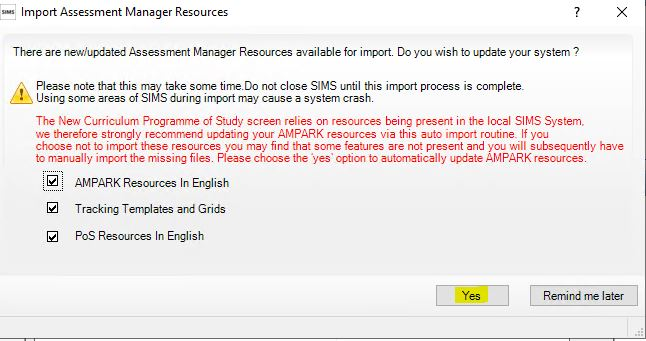 SIMS Import Assessment Manager Resources ? X
There are new/updated Assessment Manager Resources available for import. Do you wish to update your system ?
Please note that this may take some time.Do not close SIMS until this import process is complete.
Using some areas of SIMS during import may cause a system crash.
The New Curriculum Programme of Study screen relies on resources being present in the local SIMS System,
we therefore strongly recommend updating your AMPARK resources via this auto import routine. If you
choose not to import these resources you may find that some features are not present and you will subsequently have
to manually import the missing files. Please choose the 'yes' option to automatically update AMPARK resources.
AMPARK Resources In English
Tracking Templates and Grids
PoS Resources In English
Yes Remind me later